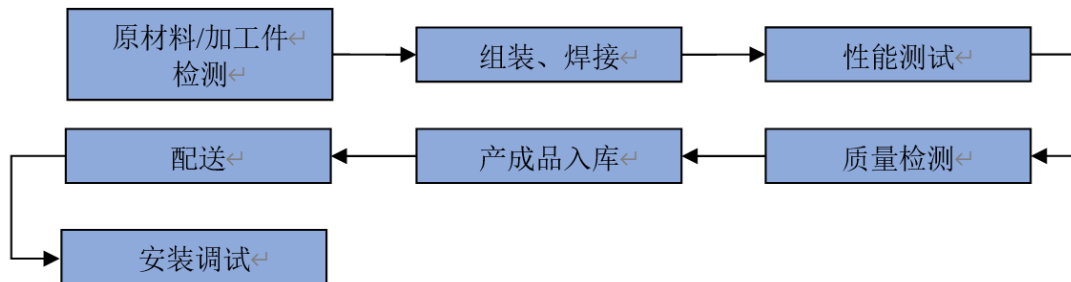 原材料/加工件
检测
组装、焊接
性能测试
质量检测
产成品入库
配送
安装调试